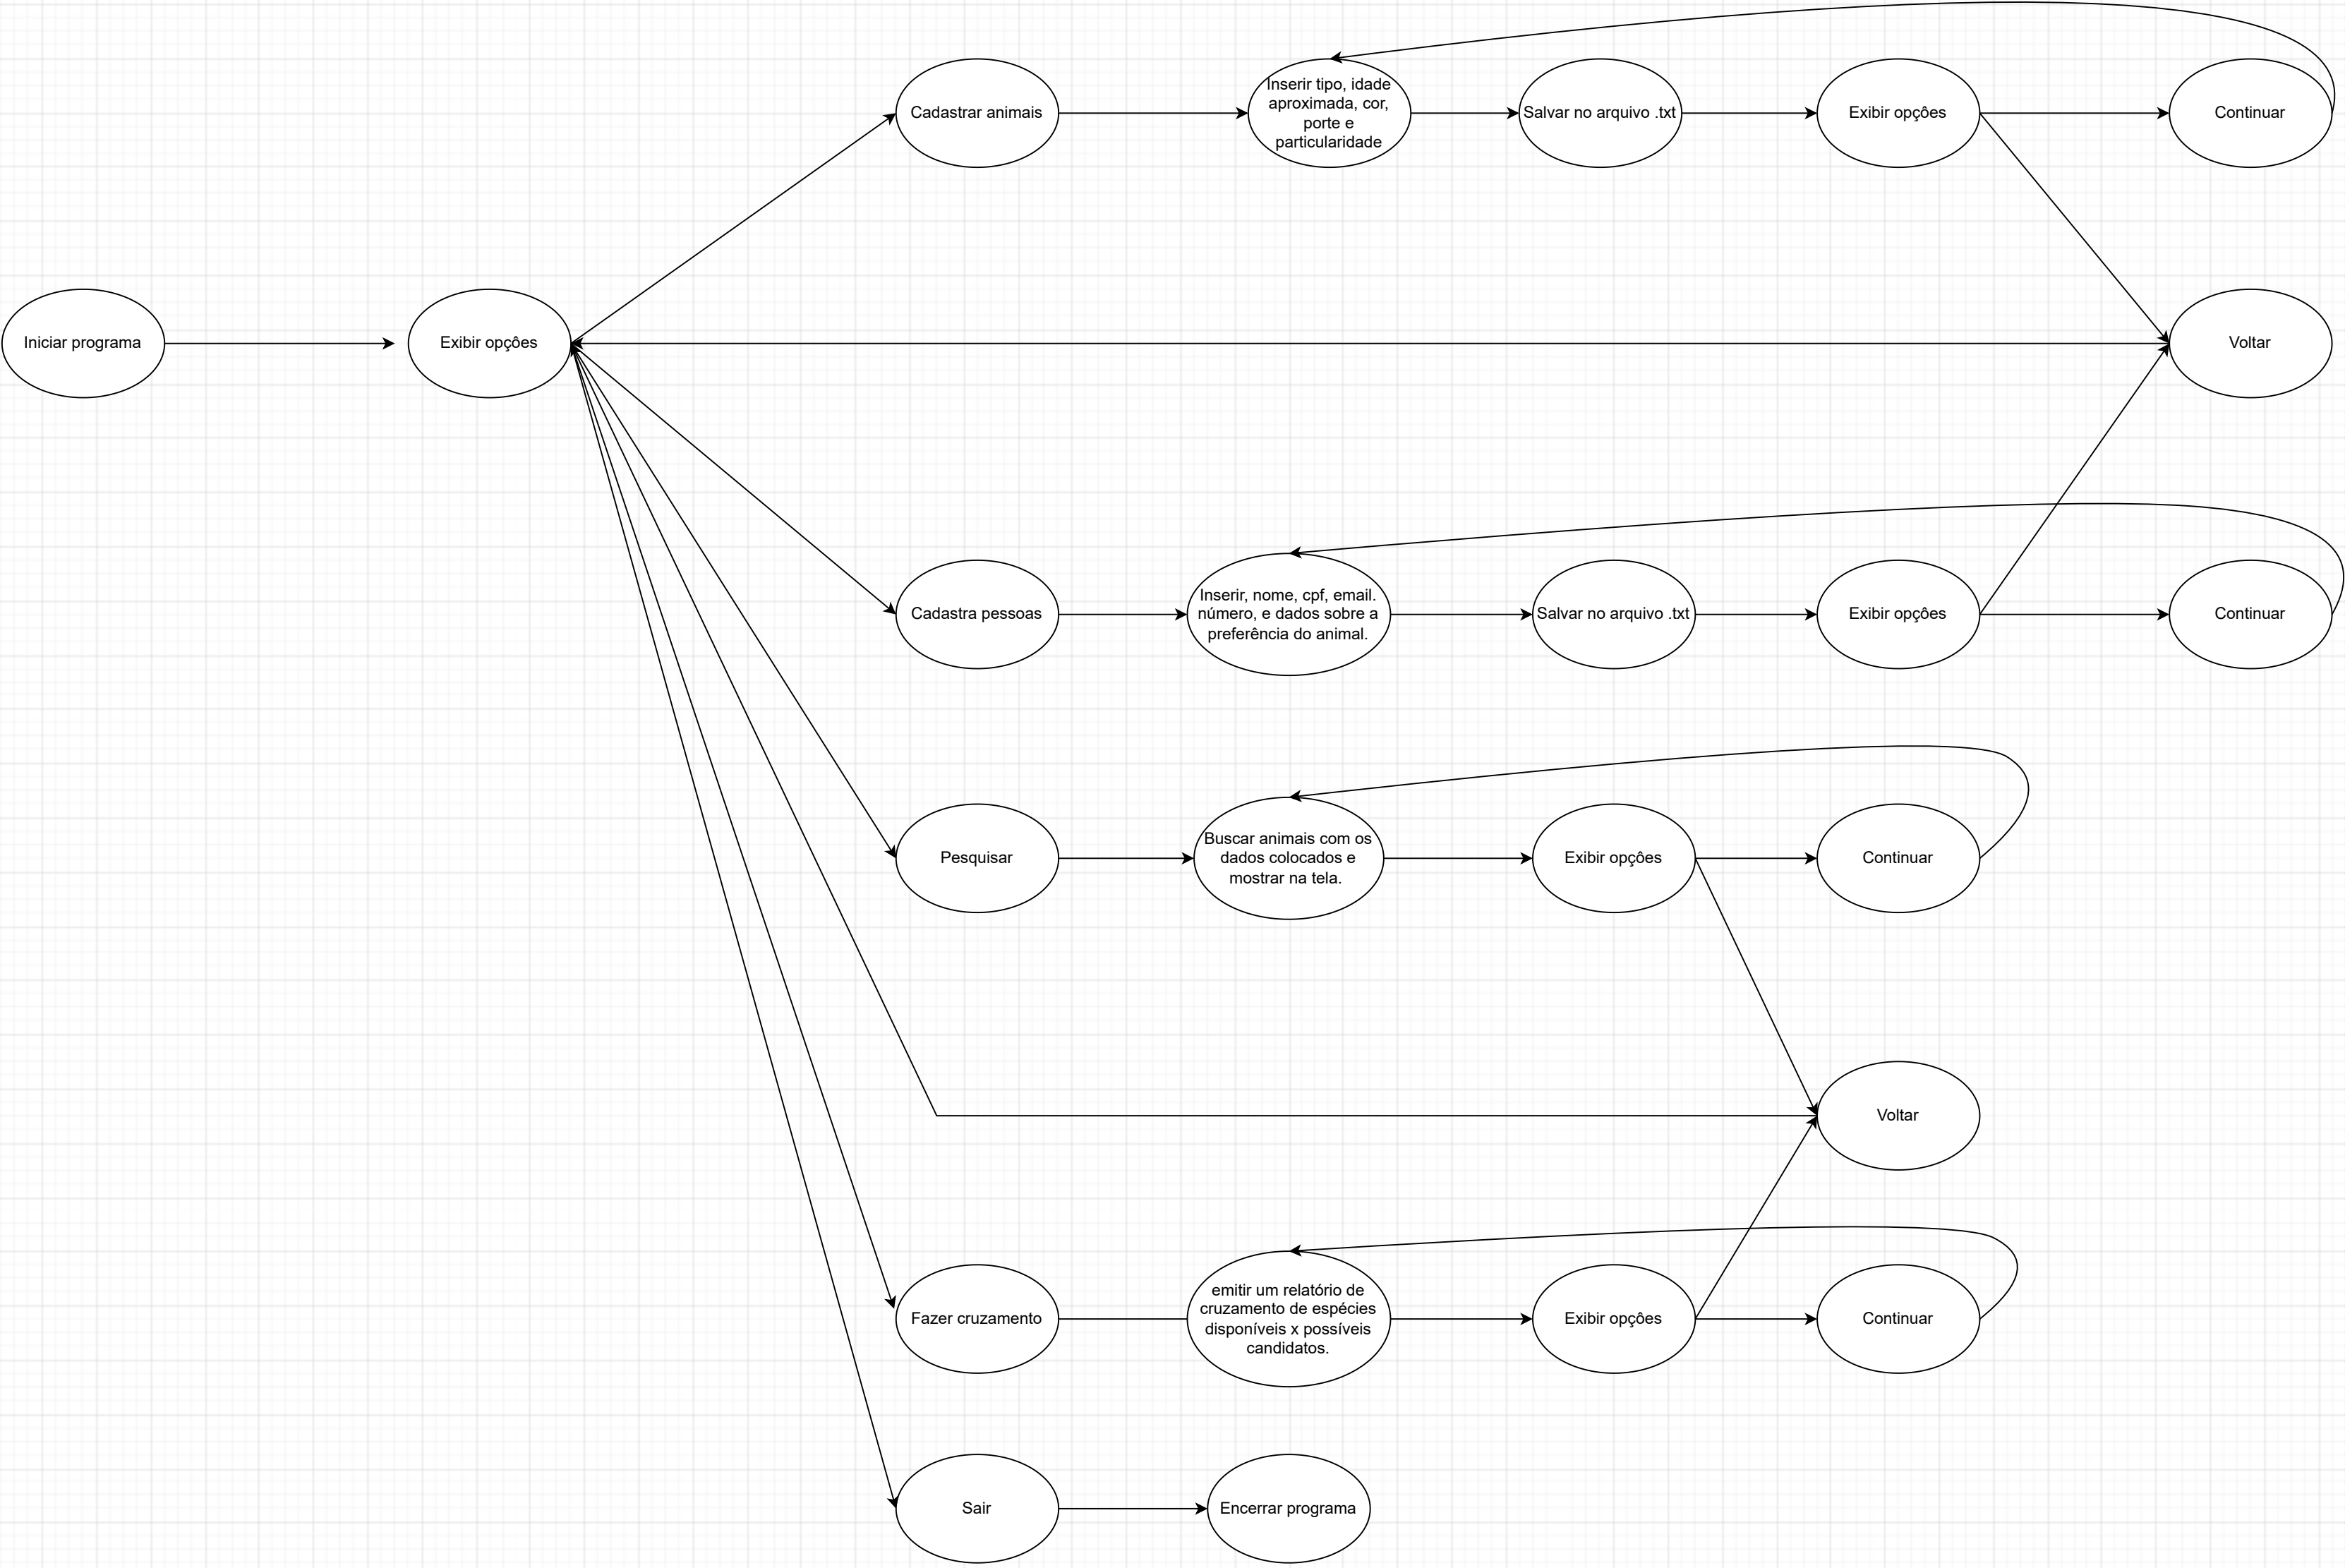 Cadastrar animais
Inserir tipo, idade
aproximada, cor,
porte e
particularidade
Salvar no arquivo .txt
Exibir opções
Continuar
Iniciar programa
Exibir opções
Voltar
Cadastra pessoas
Inserir, nome, cpf, email.
número, e dados sobre a
preferência do animal.
Salvar no arquivo .txt
Exibir opções
Continuar
Pesquisar
Buscar animais com os
dados colocados e
mostrar na tela.
Exibir opções
Continuar
Voltar
Fazer cruzamento
emitir um relatório de
cruzamento de espécies
disponíveis x possíveis
candidatos.
Exibir opções
Continuar
Sair
Encerrar programa